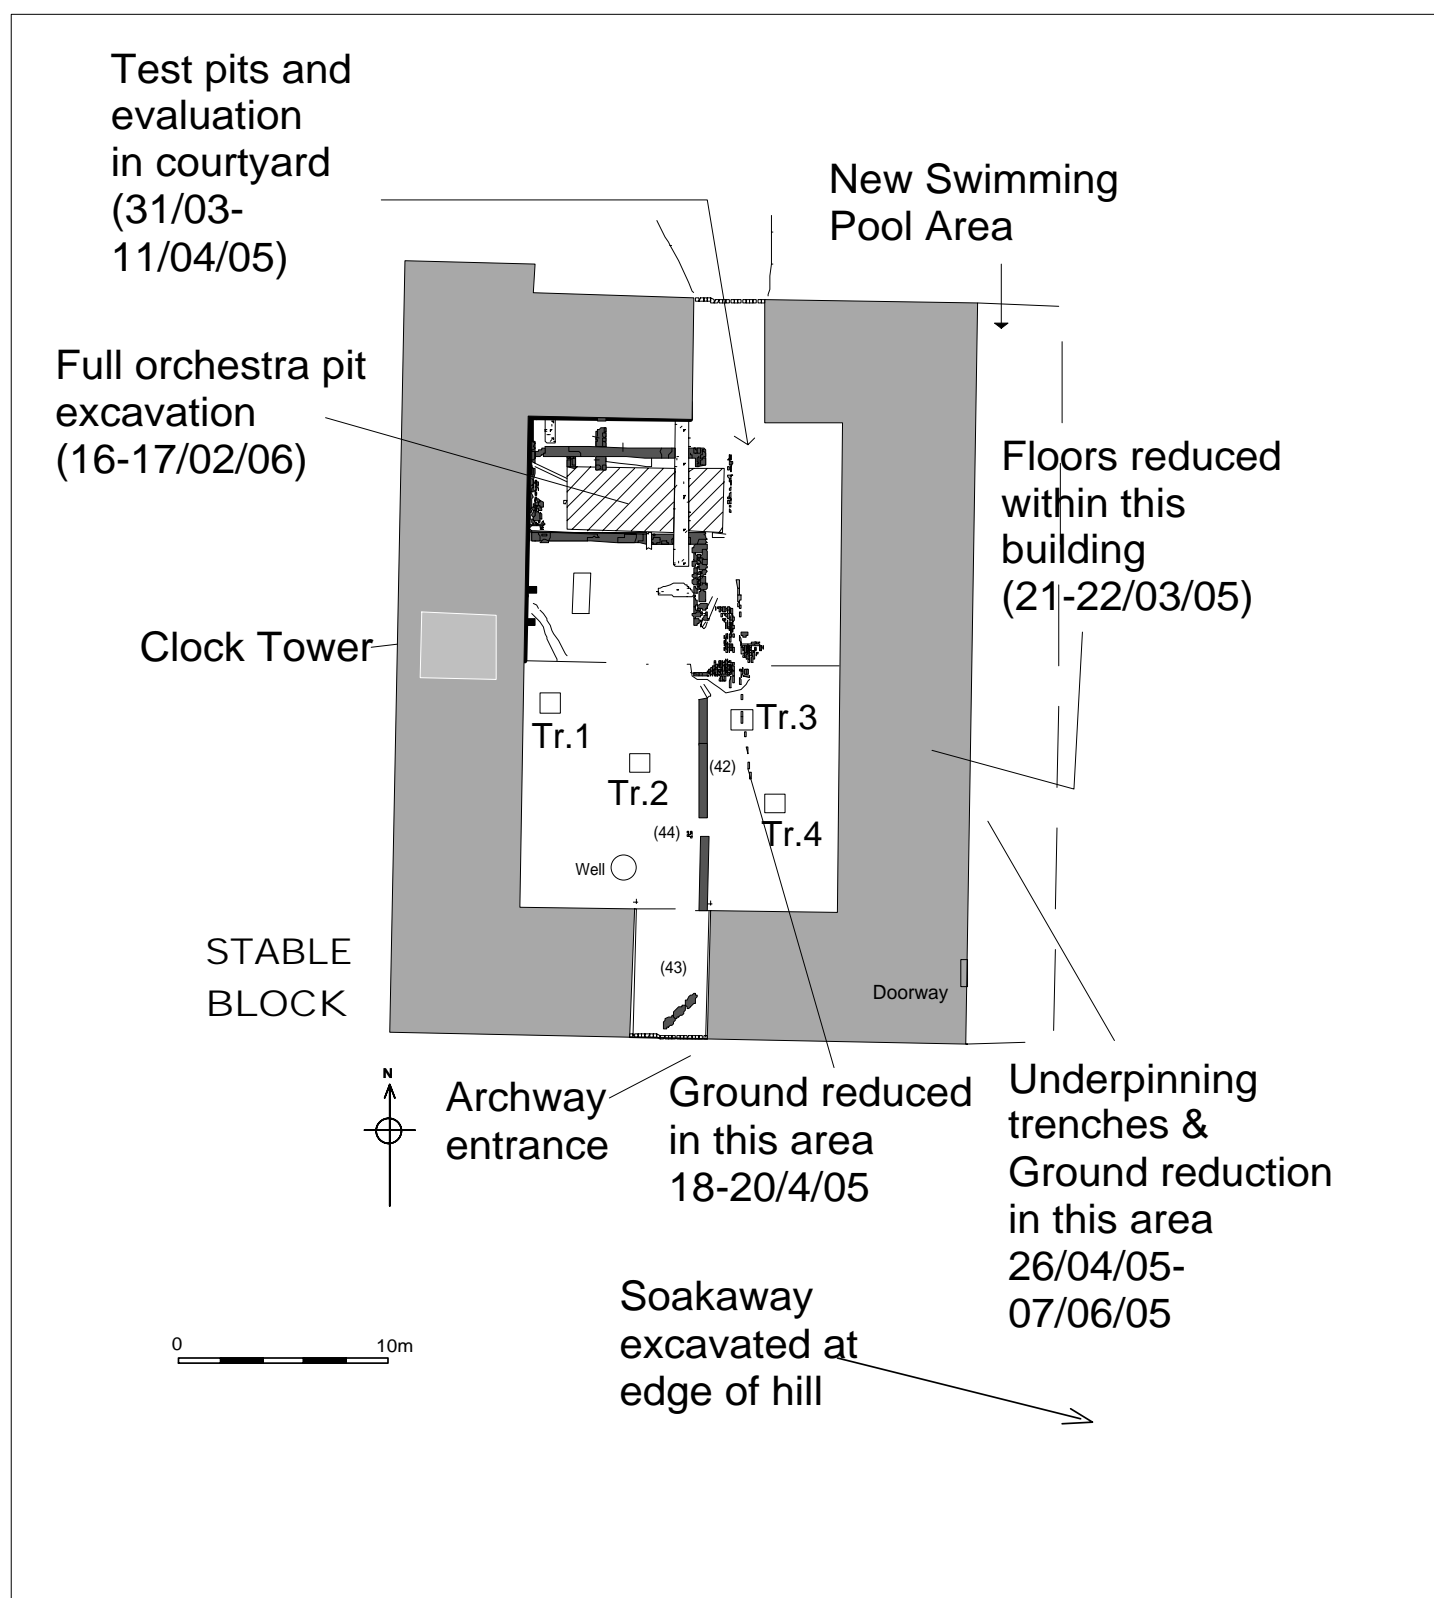 Test pits and
evaluation
in courtyard
(31/03-
11/04/05)
New Swimming
Pool Area
Full orchestra pit
excavation
(16-17/02/06)
Floors reduced
within this
building
(21-22/03/05)
Clock Tower
Tr.1
Tr.2
Tr.3
(42)
Tr.4
(44)
Well
STABLE
BLOCK
(43)
Doorway
N
Archway
entrance
Ground reduced
in this area
18-20/4/05
Underpinning
trenches &
Ground reduction
in this area
26/04/05-
07/06/05
Soakaway
excavated at
edge of hill
0
10m